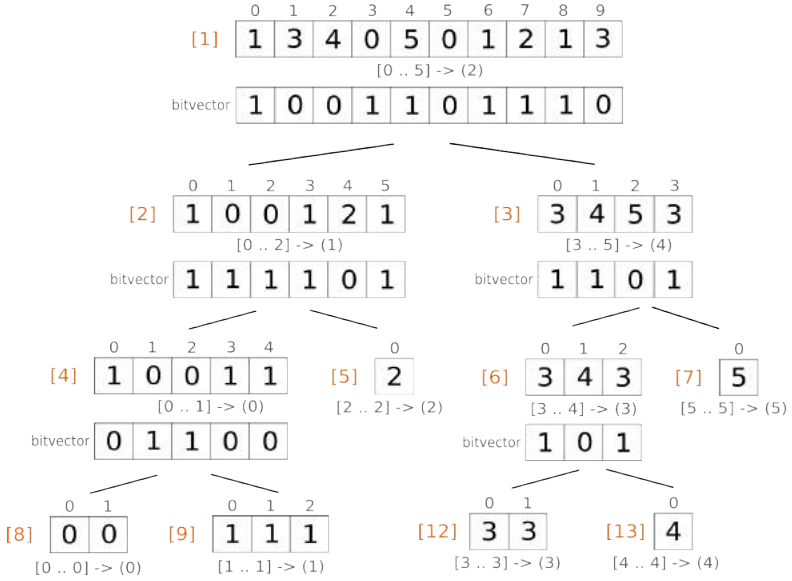 0 1 2 3 4 5 6 7 8 9
[1] 1 3 4 0 5 0 1 2 1 3
[0 .. 5] -> (2)
bitvector 1 0 0 1 1 0 1 1 1 0
0 1 2 3 4 5
[2] 1 0 0 1 2 1
[0 .. 2] -> (1)
bitvector 1 1 1 1 0 1
0 1 2 3
[3] 3 4 5 3
[3 .. 5] -> (4)
bitvector 1 1 0 1
0 1 2 3 4
[4] 1 0 0 1 1
[0 .. 1] -> (0)
bitvector 0 1 1 0 0
0
[5] 2
[2 .. 2] -> (2)
0 1 2
[6] 3 4 3
[3 .. 4] -> (3)
bitvector 1 0 1
0
[7] 5
[5 .. 5] -> (5)
0 1
[8] 0 0
[0 .. 0] -> (0)
0 1 2
[9] 1 1 1
[1 .. 1] -> (1)
0 1
[12] 3 3
[3 .. 3] -> (3)
0
[13] 4
[4 .. 4] -> (4)